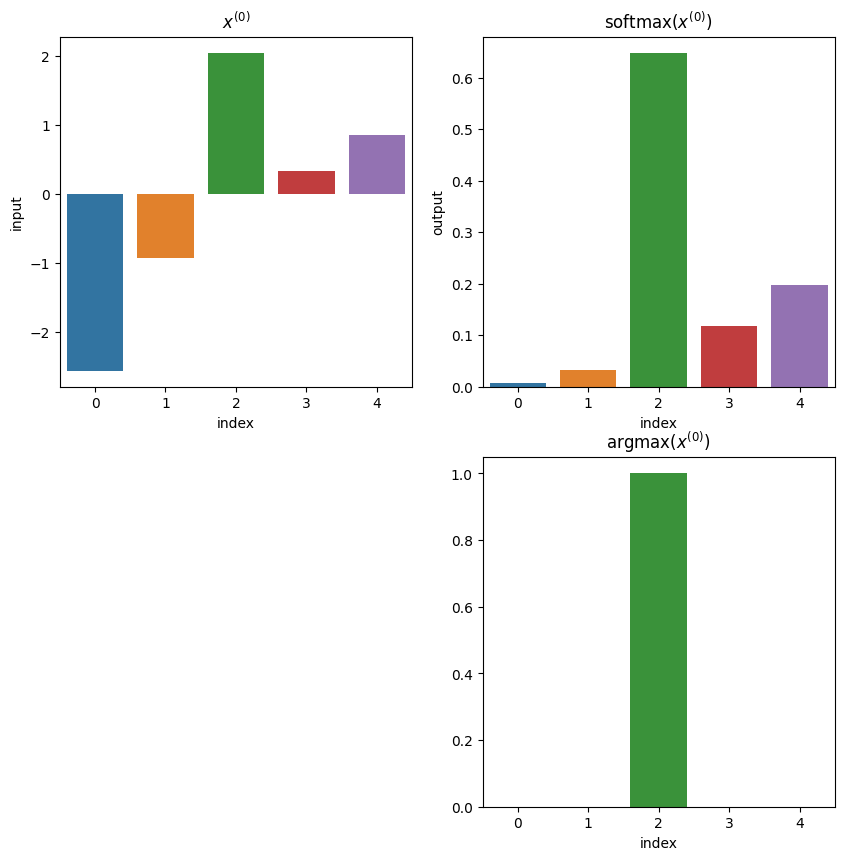 x^(0)
input
2
1
0
−1
−2
0 1 2 3 4
index
softmax(x^(0))
output
0.6
0.5
0.4
0.3
0.2
0.1
0.0
0 1 2 3 4
index
argmax(x^(0))
1.0
0.8
0.6
0.4
0.2
0.0
0 1 2 3 4
index